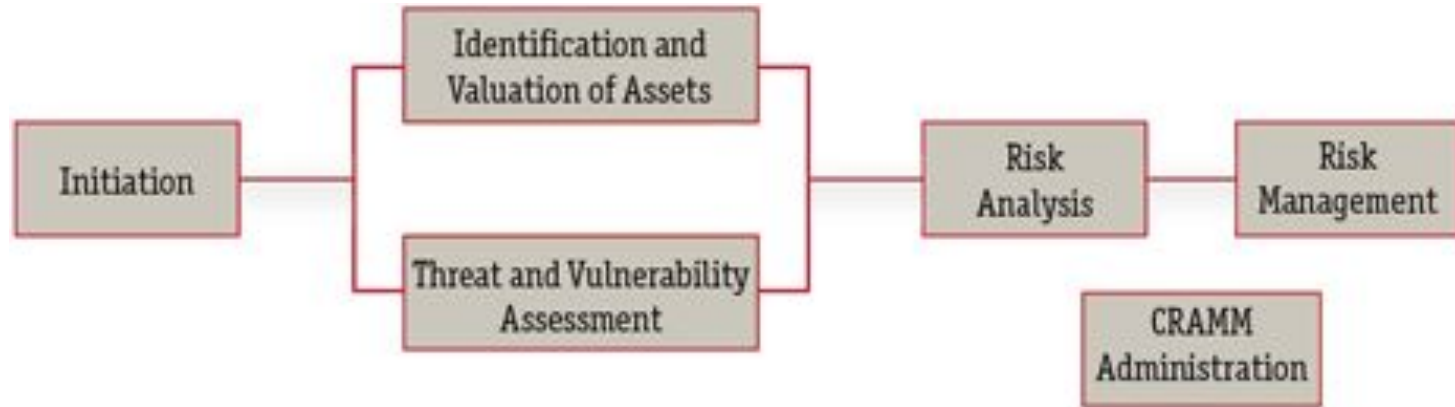 Initiation
Identification and
Valuation of Assets
Threat and Vulnerability
Assessment
Risk
Analysis
Risk
Management
CRAMM
Administration